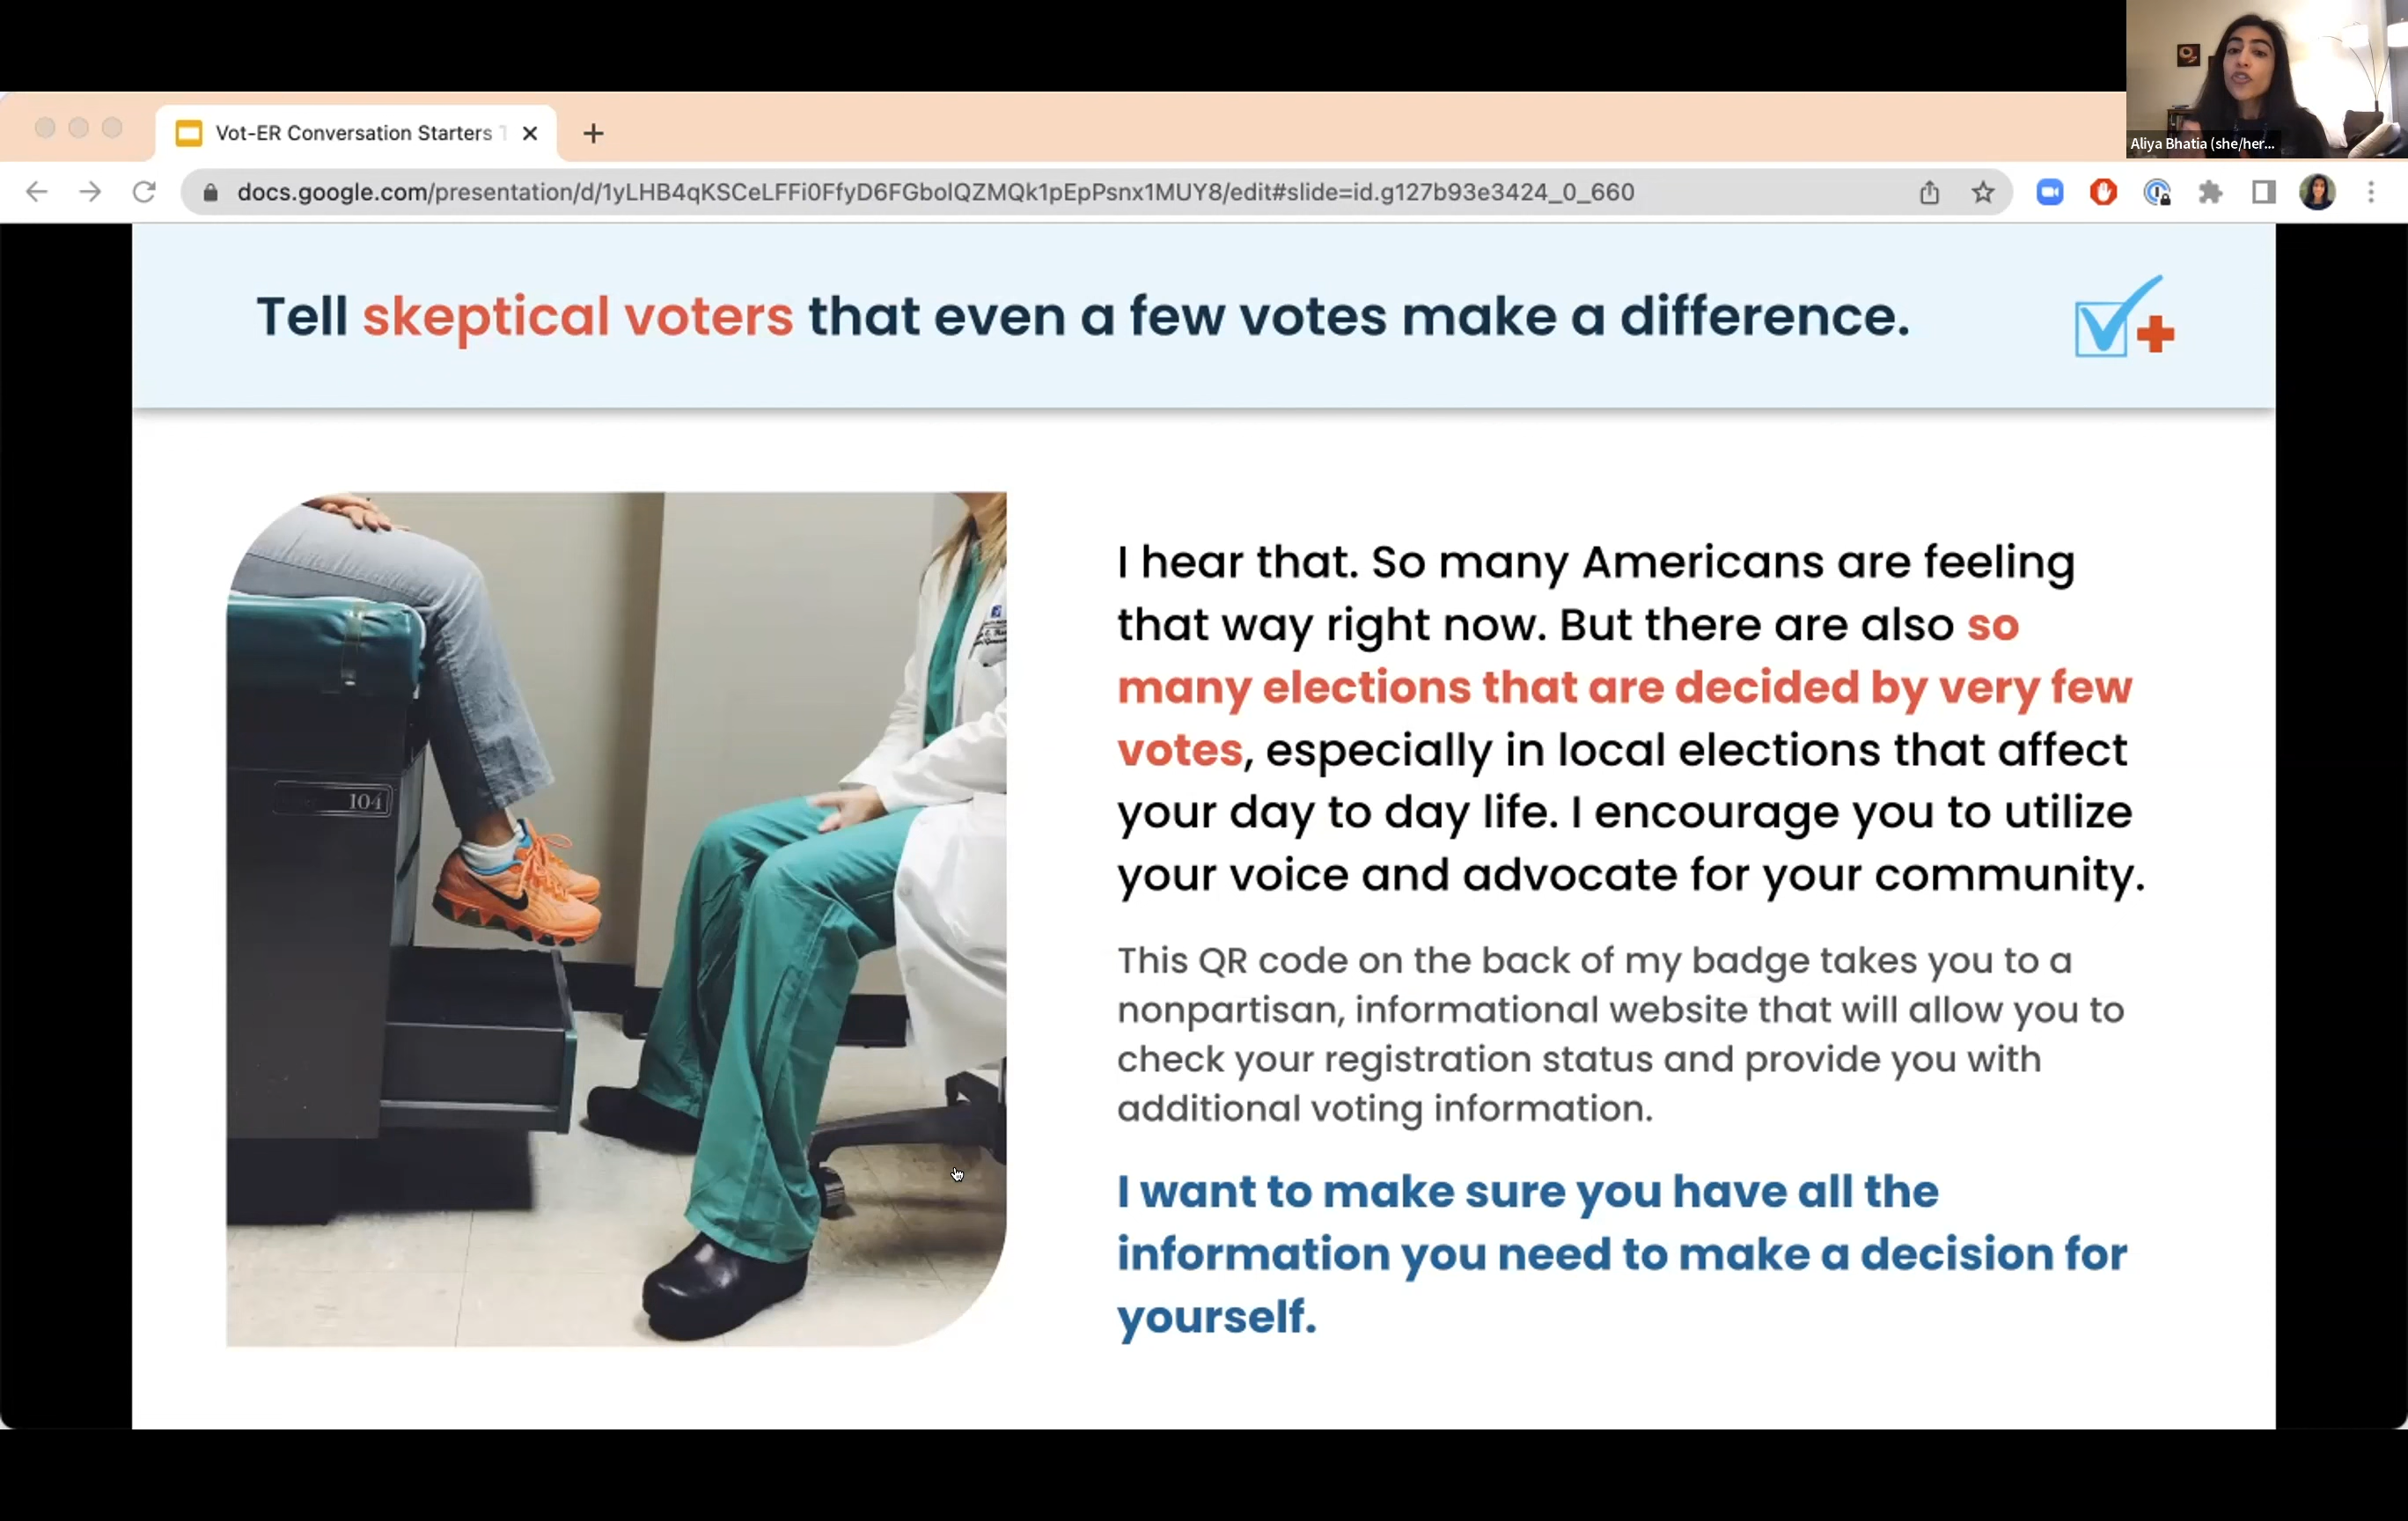 Aliya Bhatia (she/her...
Vot-ER Conversation Starters
docs.google.com/presentation/d/1yLHB4qKSCeLFFi0FfyD6FGbolQZMQk1pEpPsnx1MUY8/edit#slide=id.g127b93e3424_0_660
Tell skeptical voters that even a few votes make a difference.
104
I hear that. So many Americans are feeling
that way right now. But there are also so
many elections that are decided by very few
votes, especially in local elections that affect
your day to day life. I encourage you to utilize
your voice and advocate for your community.
This QR code on the back of my badge takes you to a
nonpartisan, informational website that will allow you to
check your registration status and provide you with
additional voting information.
I want to make sure you have all the
information you need to make a decision for
yourself.